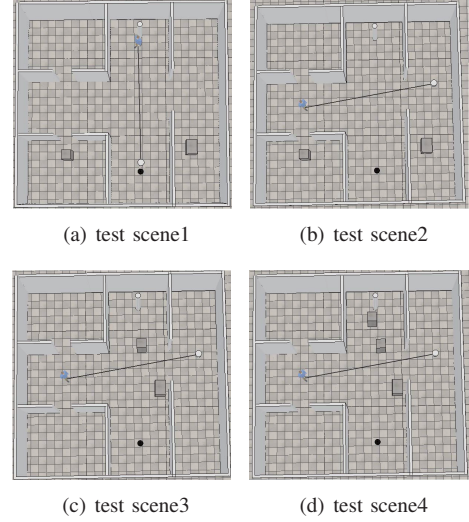 (a) test scene1
(b) test scene2
(c) test scene3
(d) test scene4